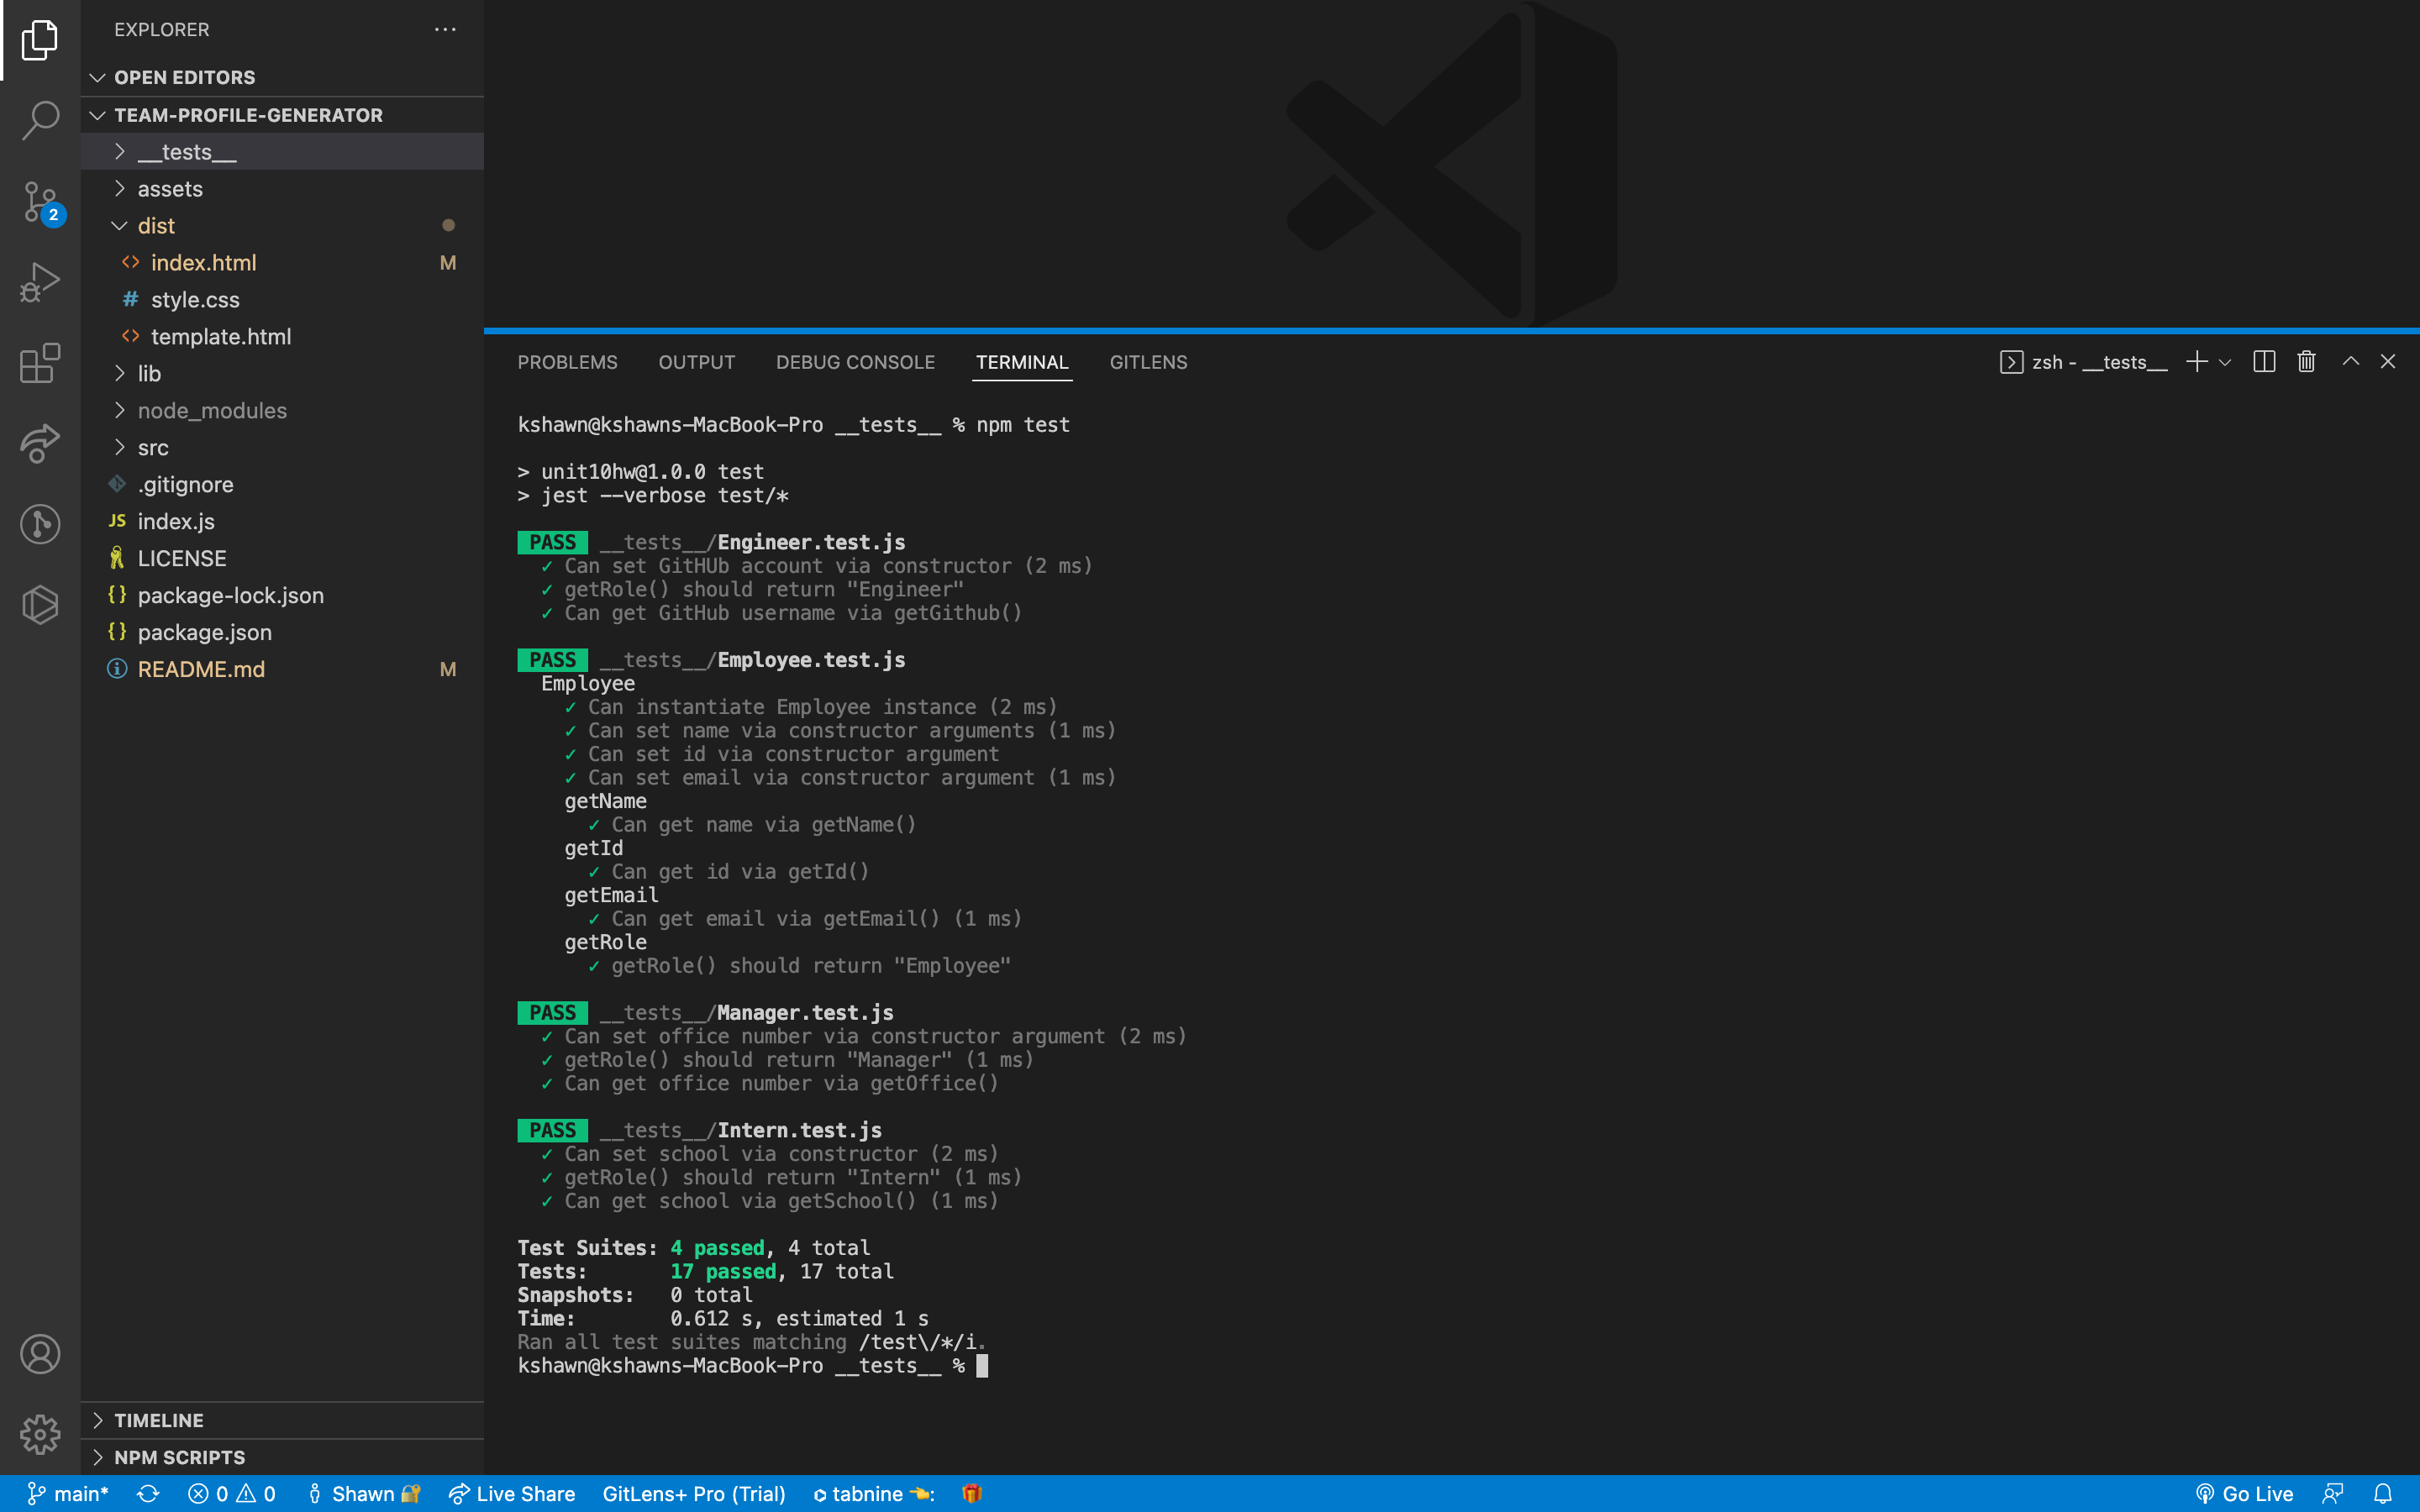 EXPLORER
OPEN EDITORS
TEAM-PROFILE-GENERATOR
__tests__
assets
2
dist
index.html M
style.css
template.html
lib
node_modules
src
.gitignore
JS index.js
LICENSE
{} package-lock.json
{} package.json
README.md M
TIMELINE
NPM SCRIPTS
PROBLEMS OUTPUT DEBUG CONSOLE TERMINAL GITLENS zsh - __tests__
kshawn@kshawns-MacBook-Pro __tests__ % npm test
> unit10hw@1.0.0 test
> jest --verbose test/*
PASS __tests__/Engineer.test.js
✓ Can set GitHUb account via constructor (2 ms)
✓ getRole() should return "Engineer"
✓ Can get GitHub username via getGithub()
PASS __tests__/Employee.test.js
Employee
✓ Can instantiate Employee instance (2 ms)
✓ Can set name via constructor arguments (1 ms)
✓ Can set id via constructor argument
✓ Can set email via constructor argument (1 ms)
getName
✓ Can get name via getName()
getId
✓ Can get id via getId()
getEmail
✓ Can get email via getEmail() (1 ms)
getRole
✓ getRole() should return "Employee"
PASS __tests__/Manager.test.js
✓ Can set office number via constructor argument (2 ms)
✓ getRole() should return "Manager" (1 ms)
✓ Can get office number via getOffice()
PASS __tests__/Intern.test.js
✓ Can set school via constructor (2 ms)
✓ getRole() should return "Intern" (1 ms)
✓ Can get school via getSchool() (1 ms)
Test Suites: 4 passed, 4 total
Tests: 17 passed, 17 total
Snapshots: 0 total
Time: 0.612 s, estimated 1 s
Ran all test suites matching /test\/*/i.
kshawn@kshawns-MacBook-Pro __tests__ %
main* 0 0 Shawn Live Share GitLens+ Pro (Trial) tabnine : Go Live